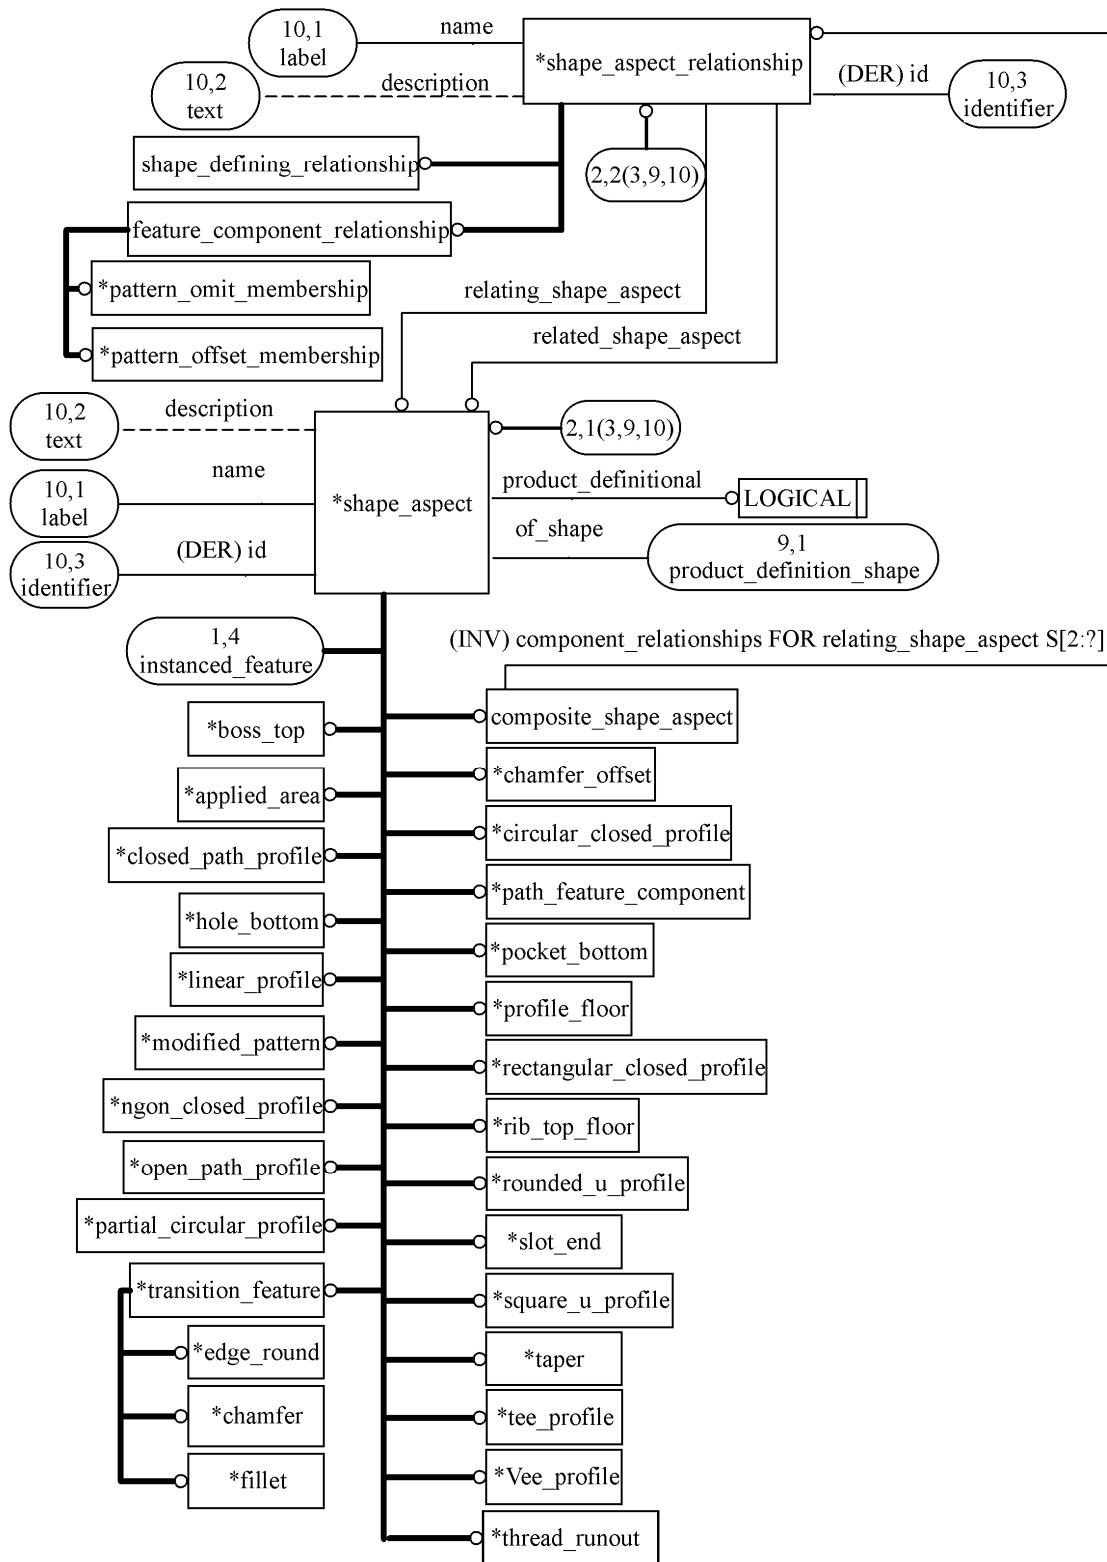 10,1
label
name
*shape_aspect_relationship
10,2
text
description
(DER) id
10,3
identifier
shape_defining_relationship
2,2(3,9,10)
feature_component_relationship
*pattern_omit_membership
relating_shape_aspect
*pattern_offset_membership
related_shape_aspect
10,2
text
description
2,1(3,9,10)
name
10,1
label
*shape_aspect
product_definitional
LOGICAL
of_shape
(DER) id
10,3
identifier
9,1
product_definition_shape
1,4
instanced_feature
(INV) component_relationships FOR relating_shape_aspect S[2:?]
*boss_top
composite_shape_aspect
*applied_area
*chamfer_offset
*closed_path_profile
*circular_closed_profile
*hole_bottom
*path_feature_component
*linear_profile
*pocket_bottom
*modified_pattern
*profile_floor
*ngon_closed_profile
*rectangular_closed_profile
*open_path_profile
*rib_top_floor
*partial_circular_profile
*rounded_u_profile
*transition_feature
*slot_end
*edge_round
*square_u_profile
*chamfer
*taper
*fillet
*tee_profile
*Vee_profile
*thread_runout